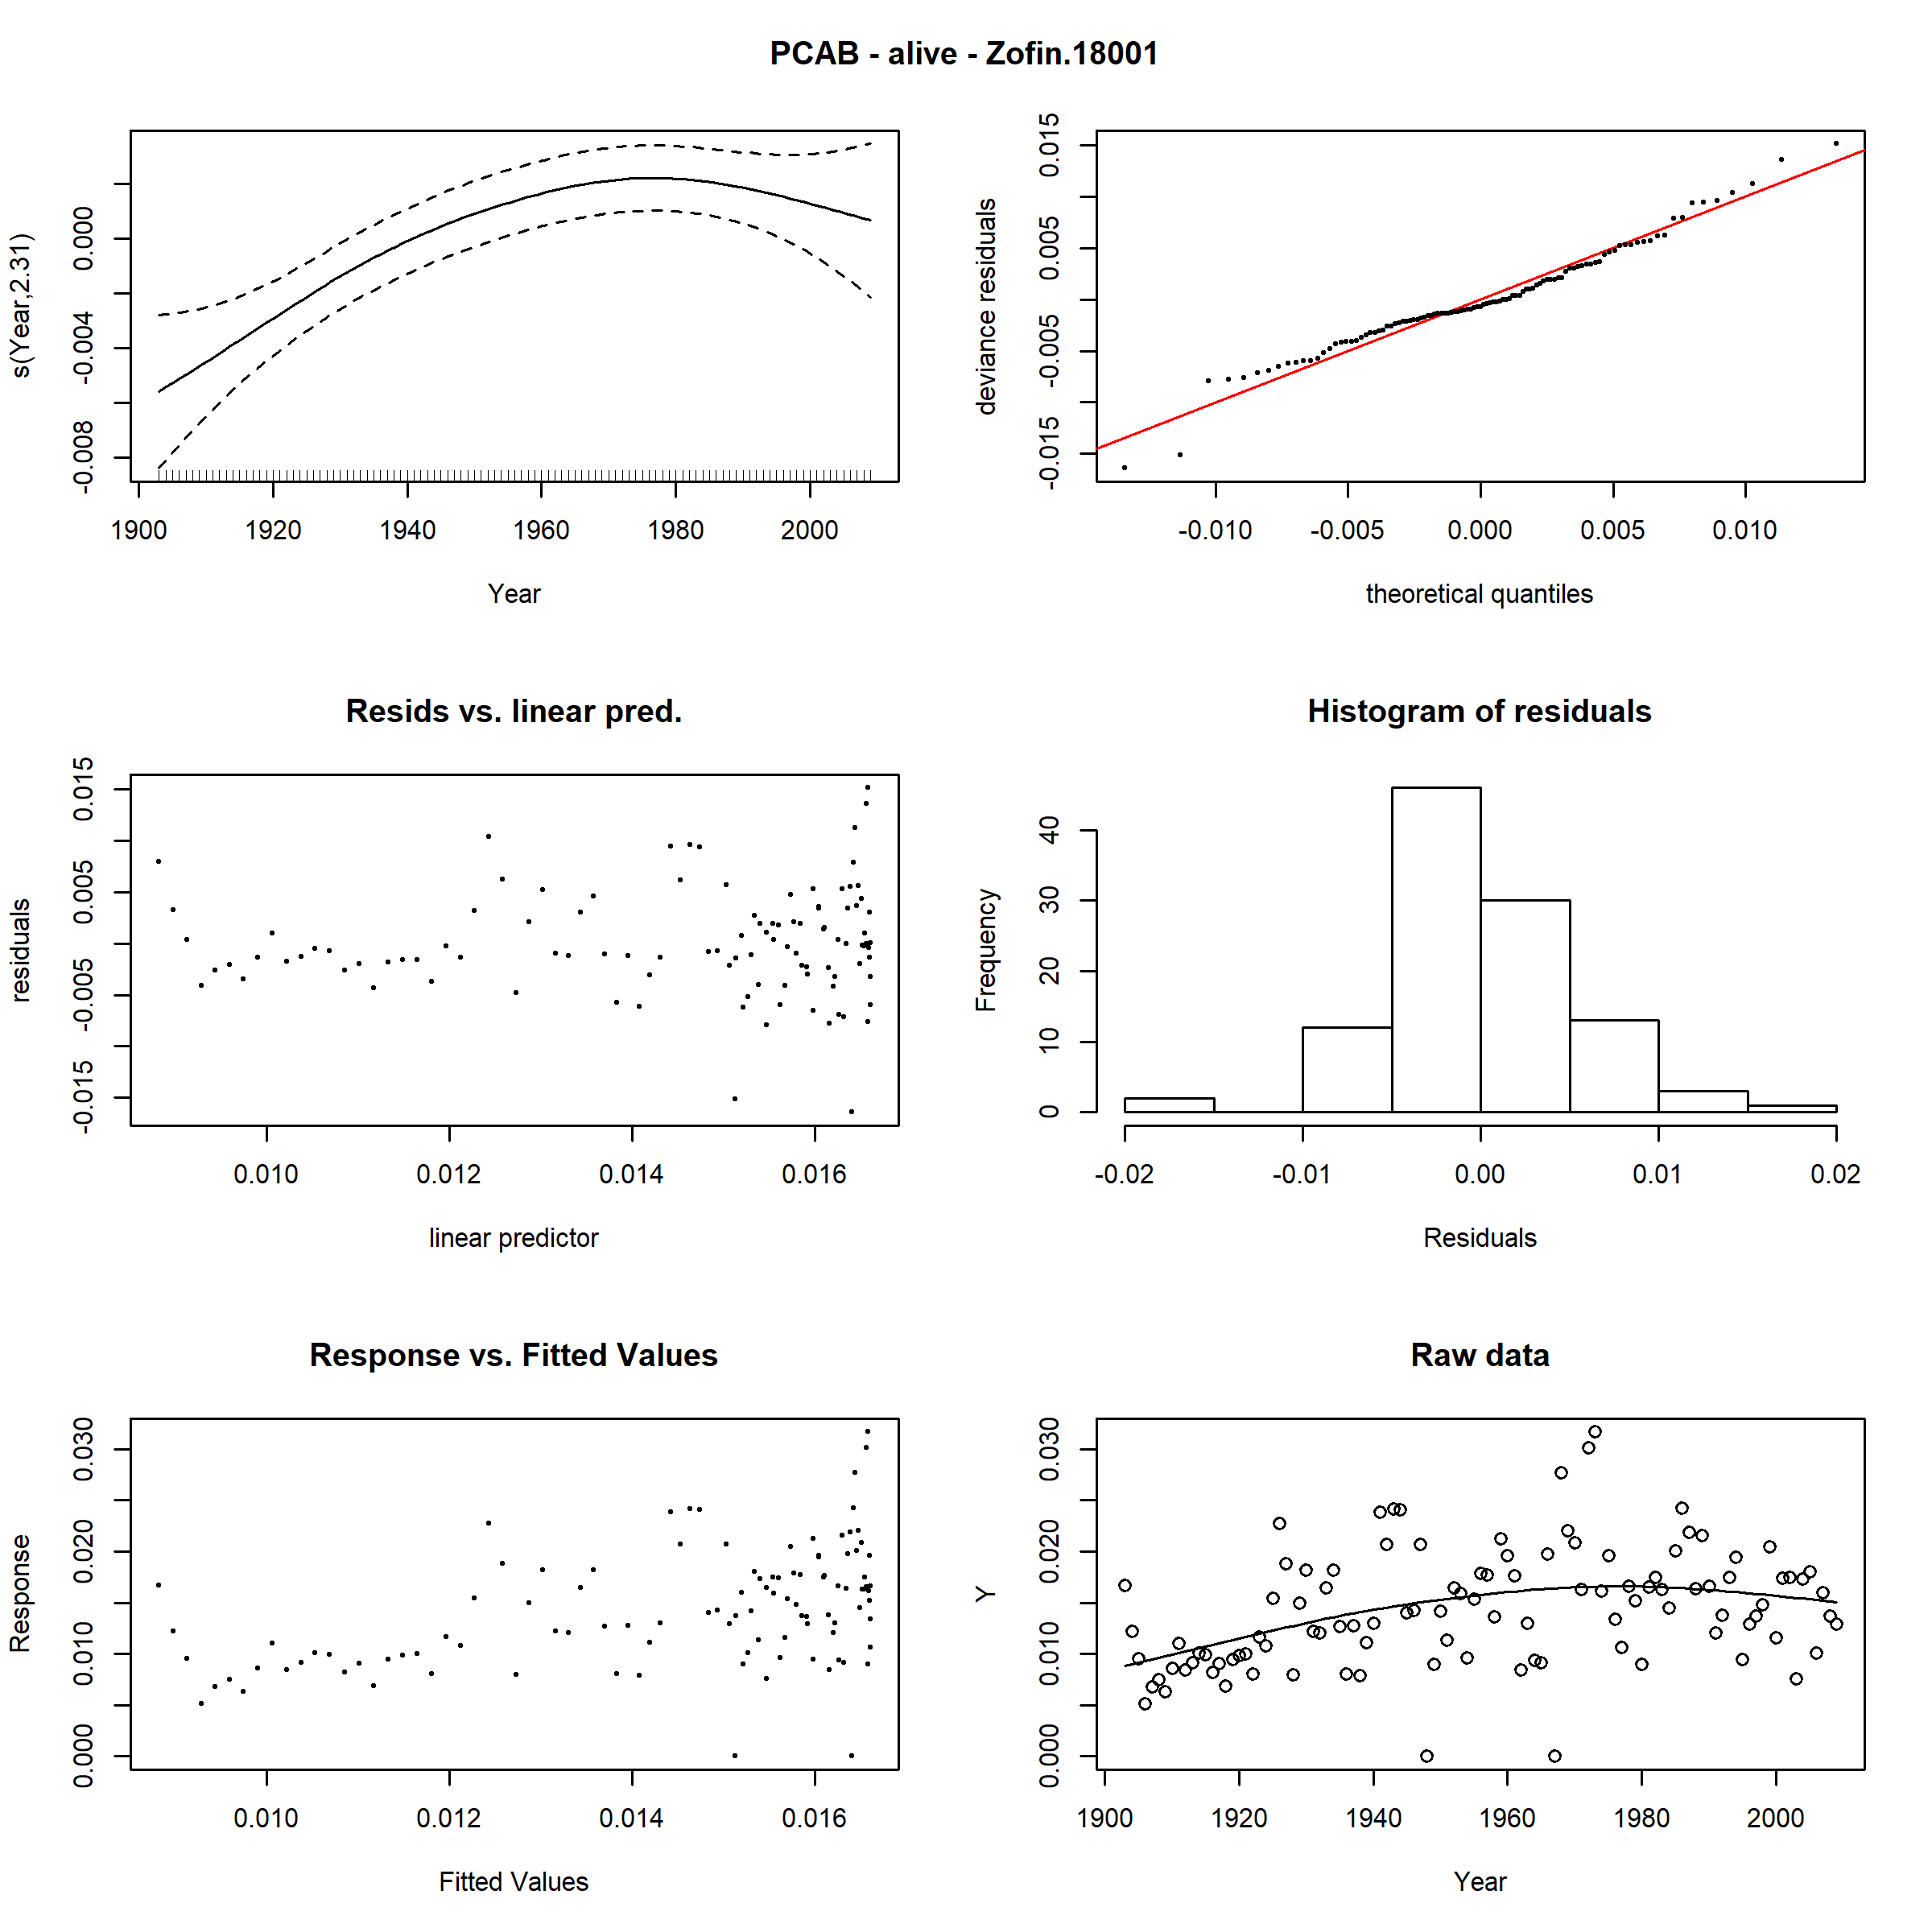 PCAB - alive - Zofin.18001
s(Year,2.31)
-0.008 -0.004 0.000
1900 1920 1940 1960 1980 2000
Year
deviance residuals
-0.015 -0.005 0.005 0.015
-0.010 -0.005 0.000 0.005 0.010
theoretical quantiles
Resids vs. linear pred.
residuals
-0.015 -0.005 0.005 0.015
0.010 0.012 0.014 0.016
linear predictor
Histogram of residuals
Frequency
0 10 20 30 40
-0.02 -0.01 0.00 0.01 0.02
Residuals
Response vs. Fitted Values
Response
0.000 0.010 0.020 0.030
0.010 0.012 0.014 0.016
Fitted Values
Raw data
Y
0.000 0.010 0.020 0.030
1900 1920 1940 1960 1980 2000
Year